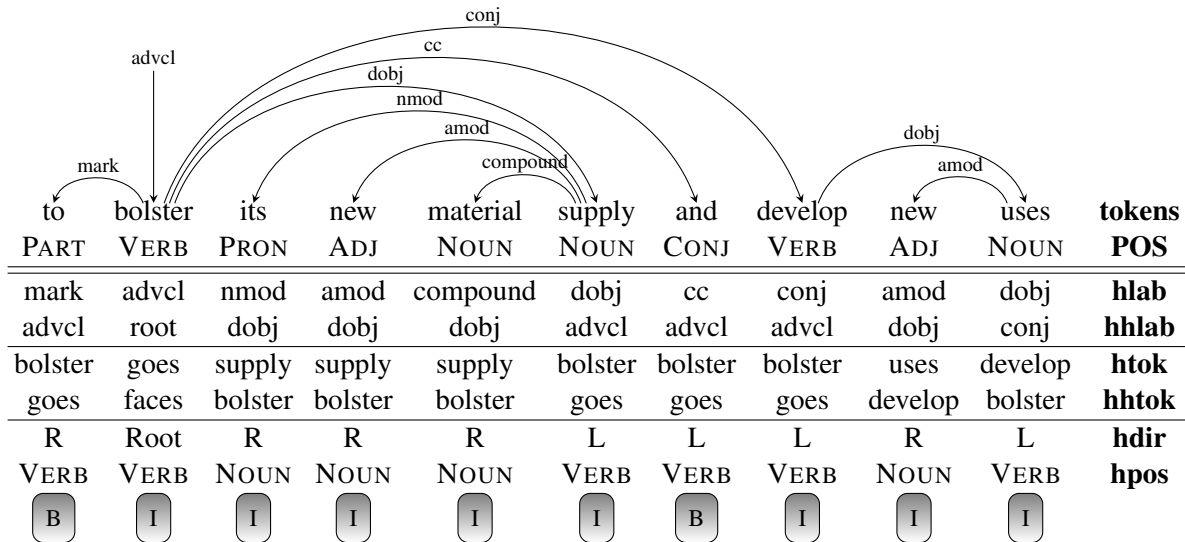 conj
cc
advcl
dobj
nmod
dobj
amod
mark compound amod
to bolster its new material supply and develop new uses tokens
PART VERB PRON ADJ NOUN NOUN CONJ VERB ADJ NOUN POS
mark advcl nmod amod compound dobj cc conj amod dobj hlab
advcl root dobj dobj dobj advcl advcl advcl dobj conj hhlab
bolster goes supply supply supply bolster bolster bolster uses develop htok
goes faces bolster bolster bolster goes goes goes develop bolster hhtok
R Root R R R L L L R L hdir
VERB VERB NOUN NOUN NOUN VERB VERB VERB NOUN VERB hpos
B I I I I I B I I I